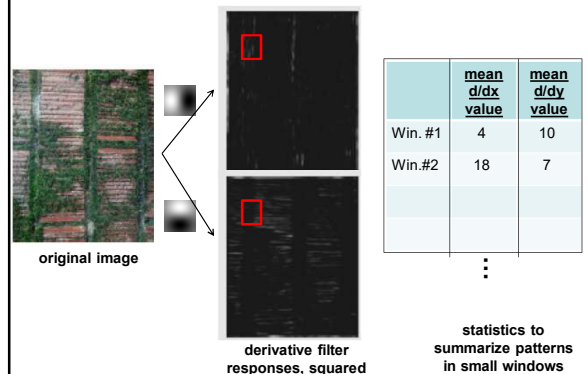 original image
derivative filter
responses, squared
mean d/dx value
mean d/dy value
Win. #1 4 10
Win.#2 18 7
⋮
statistics to
summarize patterns
in small windows